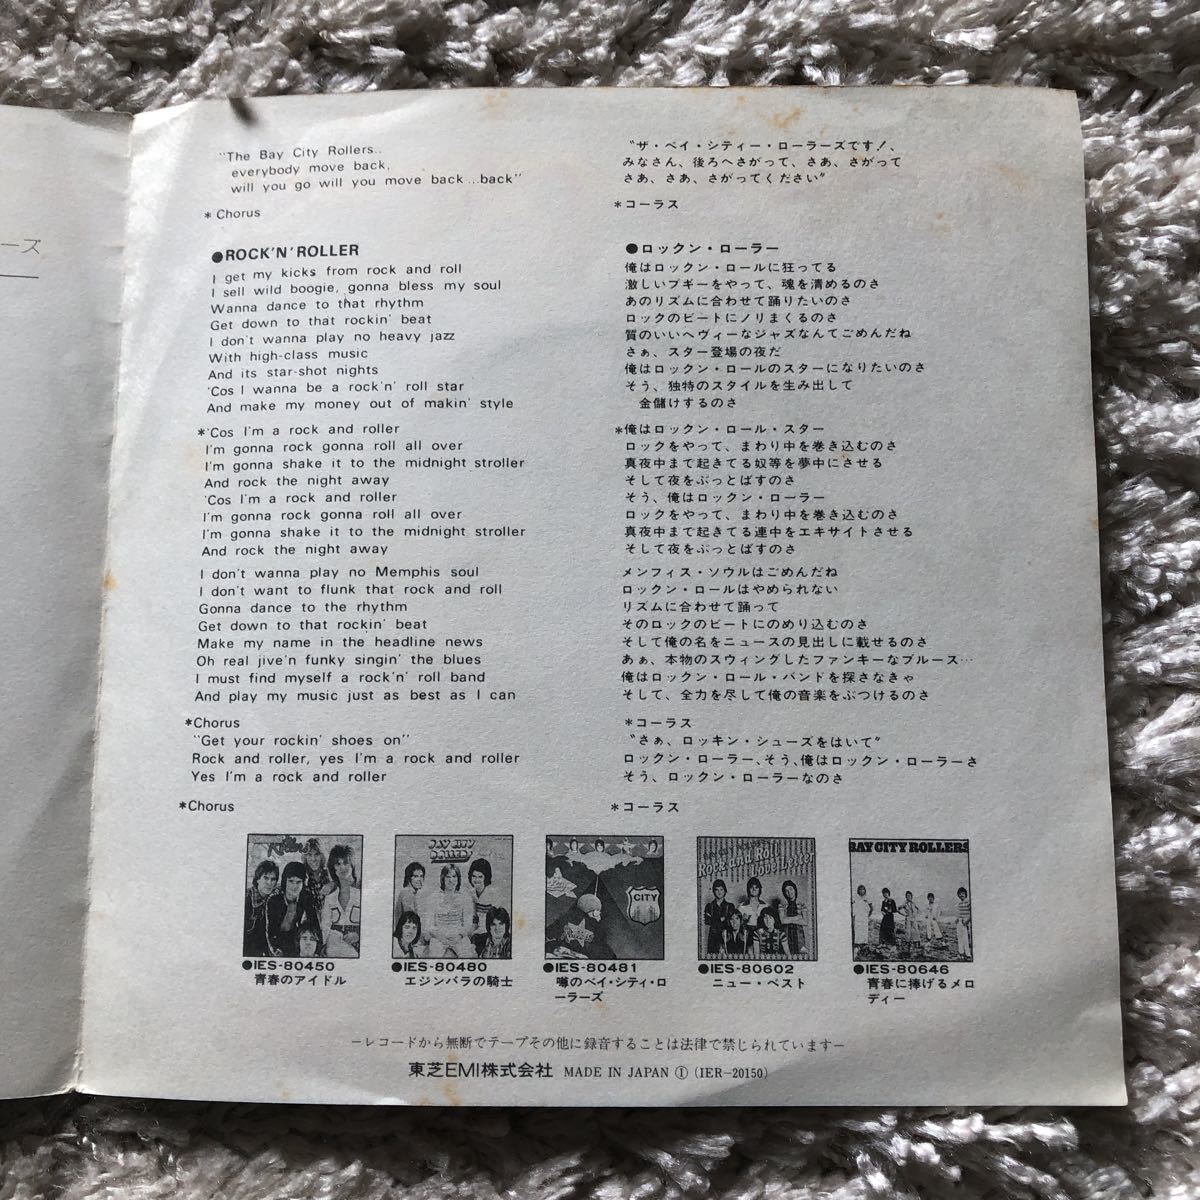 ーズ
"The Bay City Rollers..
everybody move back,
will you go will you move back...back"
*Chorus
●ROCK'N'ROLLER
I get my kicks from rock and roll
I sell wild boogie, gonna bless my soul
Wanna dance to that rhythm
Get down to that rockin' beat
I don't wanna play no heavy jazz
With high-class music
And its star-shot nights
'Cos I wanna be a rock'n' roll star
And make my money out of makin' style
*'Cos I'm a rock and roller
I'm gonna rock gonna roll all over
I'm gonna shake it to the midnight stroller
And rock the night away
'Cos I'm a rock and roller
I'm gonna rock gonna roll all over
I'm gonna shake it to the midnight stroller
And rock the night away
I don't wanna play no Memphis soul
I don't want to flunk that rock and roll
Gonna dance to the rhythm
Get down to that rockin' beat
Make my name in the headline news
Oh real jive'n funky singin' the blues
I must find myself a rock'n' roll band
And play my music just as best as I can
*Chorus
"Get your rockin' shoes on"
Rock and roller, yes I'm a rock and roller
Yes I'm a rock and roller
*Chorus
"ザ・ベイ・シティー・ローラーズです!、
みなさん、後ろへさがって、さあ、さがって
さあ、さあ、さがってください"
*コーラス
●ロックン・ローラー
俺はロックン・ロールに狂ってる
激しいブギーをやって、魂を清めるのさ
あのリズムに合わせて踊りたいのさ
ロックのビートにノリまくるのさ
質のいいヘヴィーなジャズなんてごめんだね
さぁ、スター登場の夜だ
俺はロックン・ロールのスターになりたいのさ
そう、独特のスタイルを生み出して
金儲けするのさ
*俺はロックン・ロール・スター
ロックをやって、まわり中を巻き込むのさ
真夜中まで起きてる奴等を夢中にさせる
そして夜をぶっとばすのさ
そう、俺はロックン・ローラー
ロックをやって、まわり中を巻き込むのさ
真夜中まで起きてる連中をエキサイトさせる
そして夜をぶっとばすのさ
メンフィス・ソウルはごめんだね
ロックン・ロールはやめられない
リズムに合わせて踊って
そのロックのビートにのめり込むのさ
そして俺の名をニュースの見出しに載せるのさ
あぁ、本物のスウィングしたファンキーなブルース…
俺はロックン・ロール・バンドを探さなきゃ
そして、全力を尽して俺の音楽をぶつけるのさ
*コーラス
"さぁ、ロッキン・シューズをはいて"
ロックン・ローラー、そう、俺はロックン・ローラーさ
そう、ロックン・ローラーなのさ
*コーラス
Rollers
BAY CITY ROLLERS
CITY
Rock and Roll Love Letter
BAY CITY ROLLERS
●IES-80450
青春のアイドル
●IES-80480
エジンバラの騎士
●IES-80481
噂のベイ・シティ・ロ
ーラーズ
●IES-80602
ニュー・ベスト
●IES-80646
青春に捧げるメロ
ディー
−レコードから無断でテープその他に録音することは法律で禁じられています−
東芝EMI株式会社 MADE IN JAPAN ① (IER−20150)